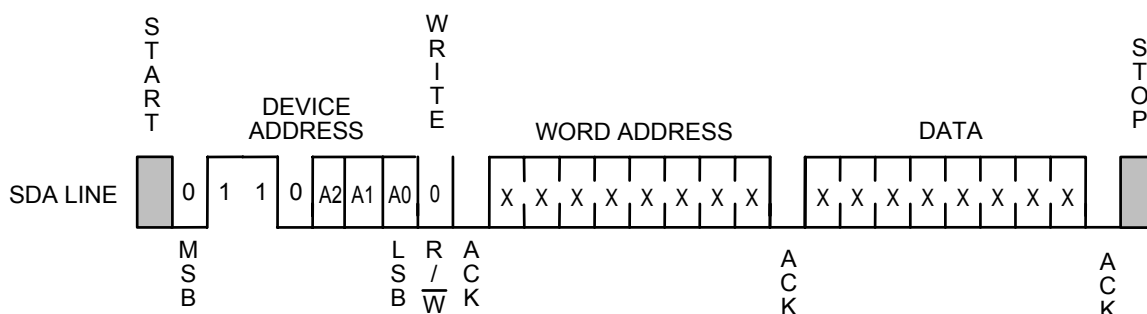 START
WRITE
STOP
DEVICE
ADDRESS
WORD ADDRESS
DATA
SDA LINE
0 1 1 0 A2 A1 A0 0 X X X X X X X X X X X X X X X X
MSB
LSB
R/W
ACK
ACK
ACK